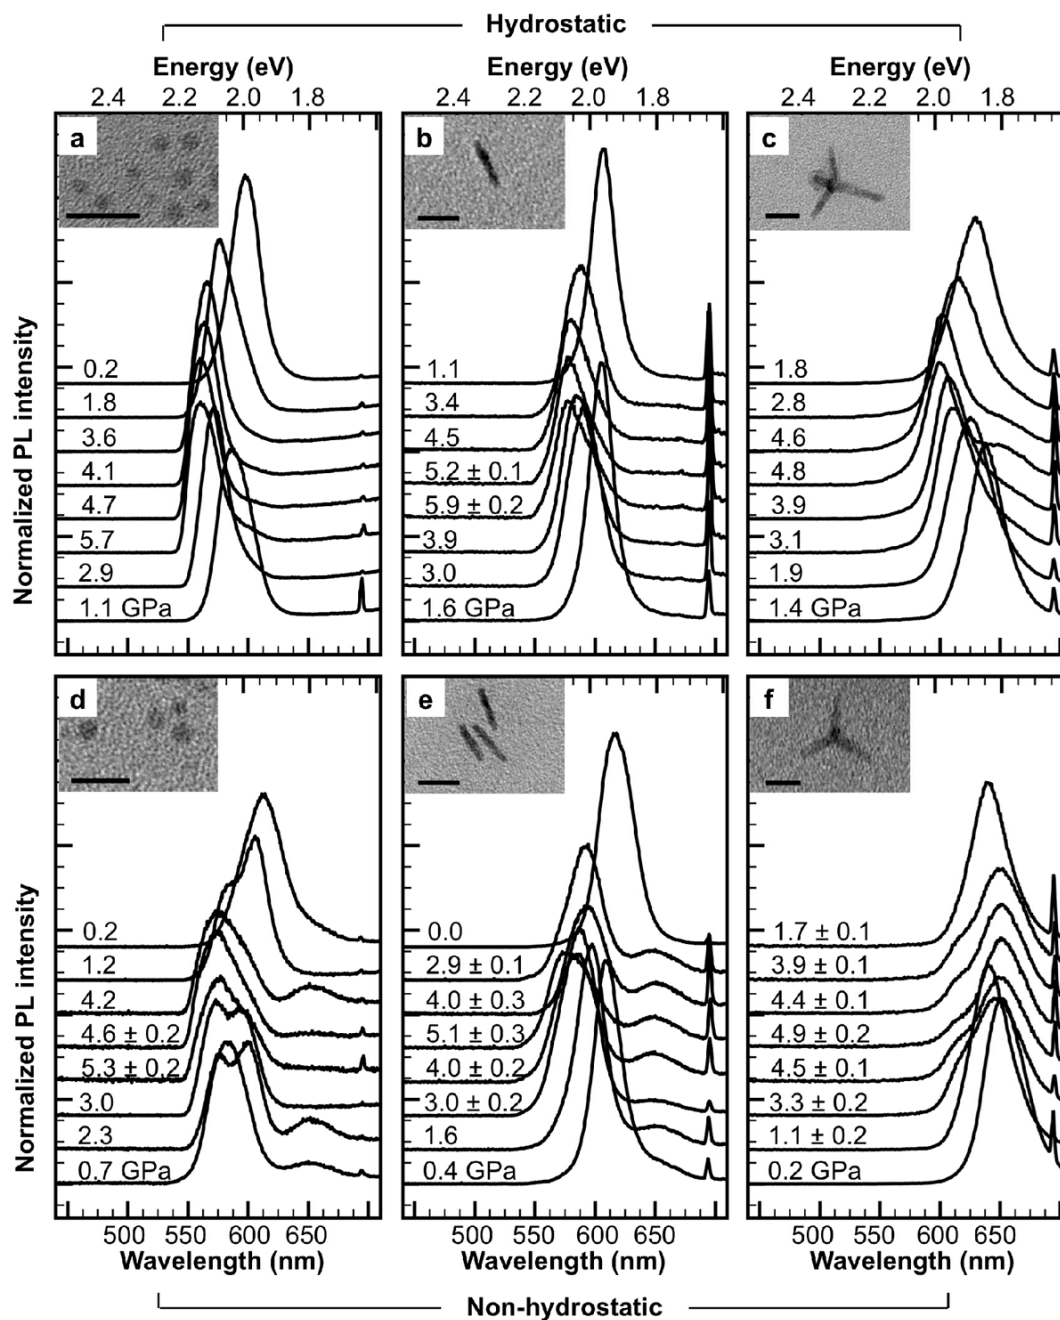 Hydrostatic
Energy (eV) Energy (eV) Energy (eV)
2.4 2.2 2.0 1.8 2.4 2.2 2.0 1.8 2.4 2.2 2.0 1.8
a b c
Normalized PL intensity
0.2
1.8
3.6
4.1
4.7
5.7
2.9
1.1 GPa
1.1
3.4
4.5
5.2 ± 0.1
5.9 ± 0.2
3.9
3.0
1.6 GPa
1.8
2.8
4.6
4.8
3.9
3.1
1.9
1.4 GPa
d e f
Normalized PL intensity
0.2
1.2
4.2
4.6 ± 0.2
5.3 ± 0.2
3.0
2.3
0.7 GPa
0.0
2.9 ± 0.1
4.0 ± 0.3
5.1 ± 0.3
4.0 ± 0.2
3.0 ± 0.2
1.6
0.4 GPa
1.7 ± 0.1
3.9 ± 0.1
4.4 ± 0.1
4.9 ± 0.2
4.5 ± 0.1
3.3 ± 0.2
1.1 ± 0.2
0.2 GPa
500 550 600 650 500 550 600 650 500 550 600 650
Wavelength (nm) Wavelength (nm) Wavelength (nm)
Non-hydrostatic